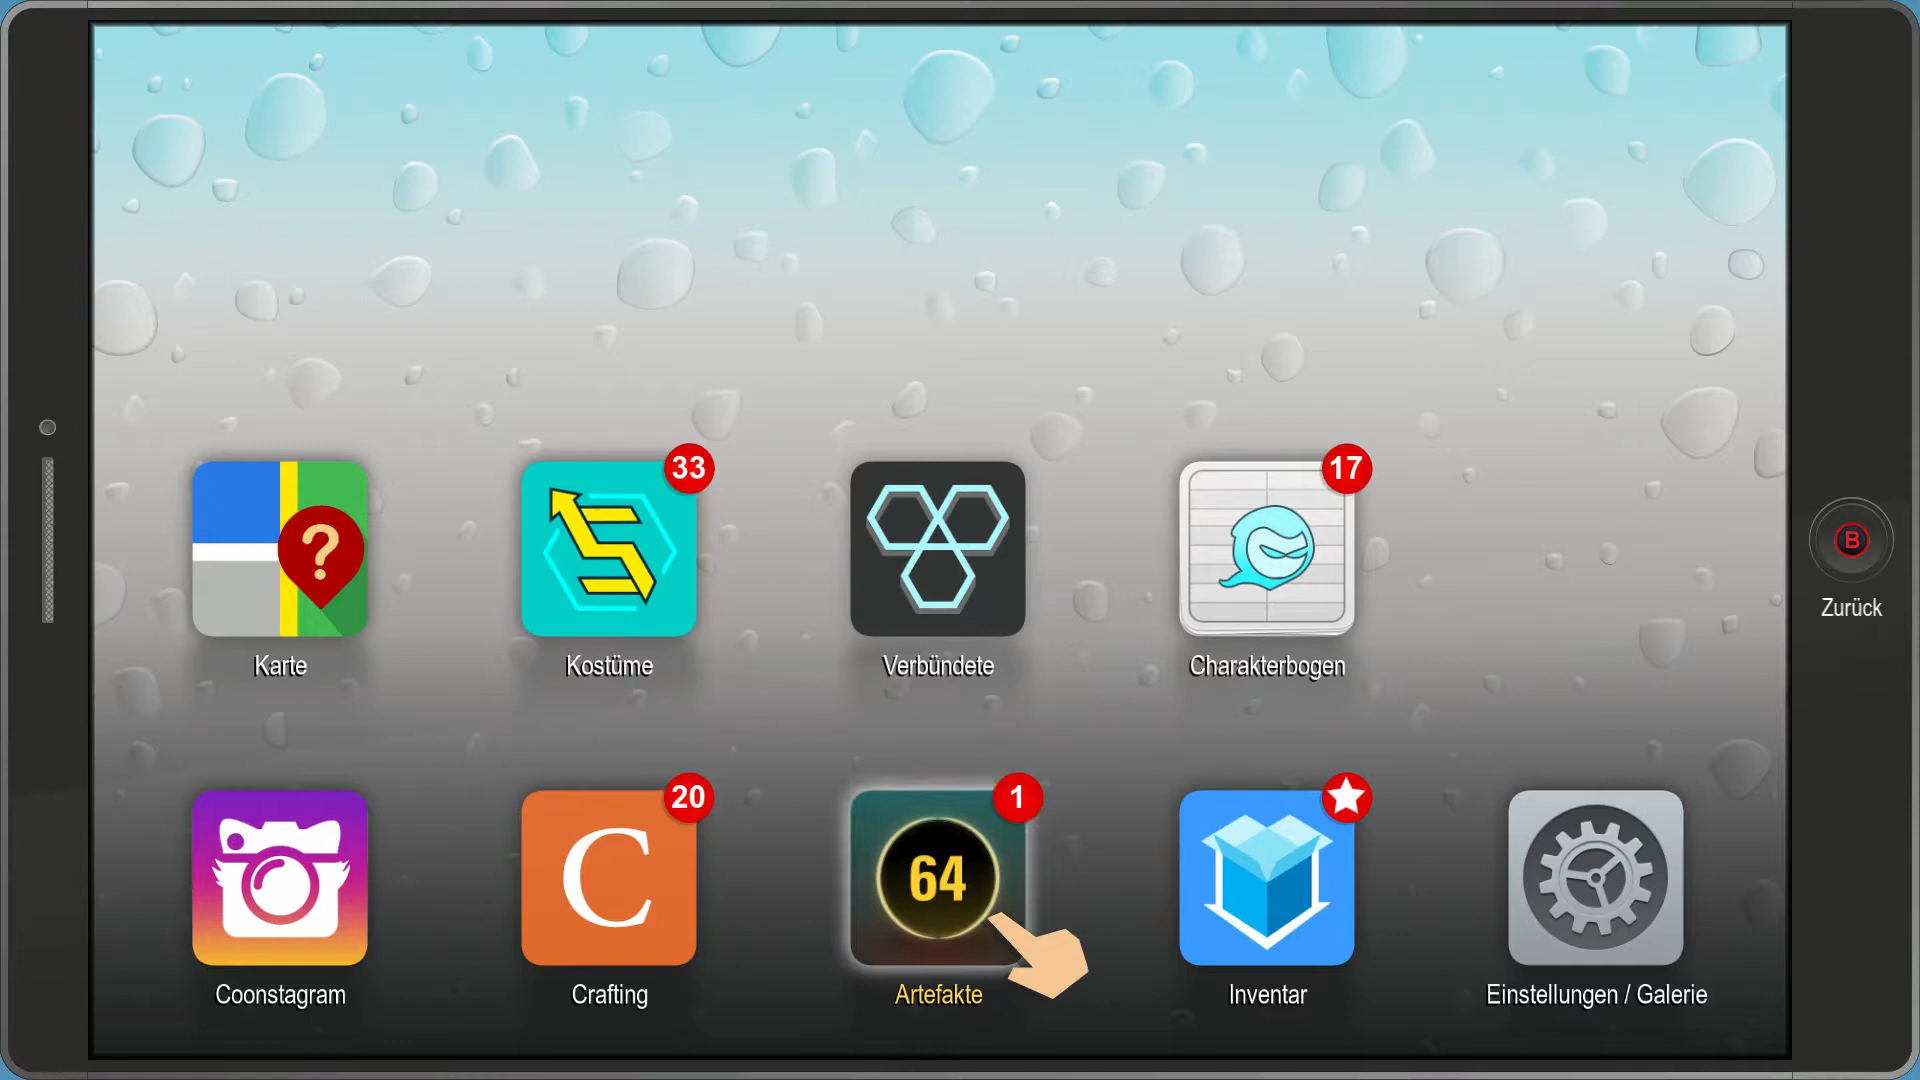 ?
33
17
Karte
Kostüme
Verbündete
Charakterbogen
B
Zurück
20
1
C
64
Coonstagram
Crafting
Artefakte
Inventar
Einstellungen / Galerie